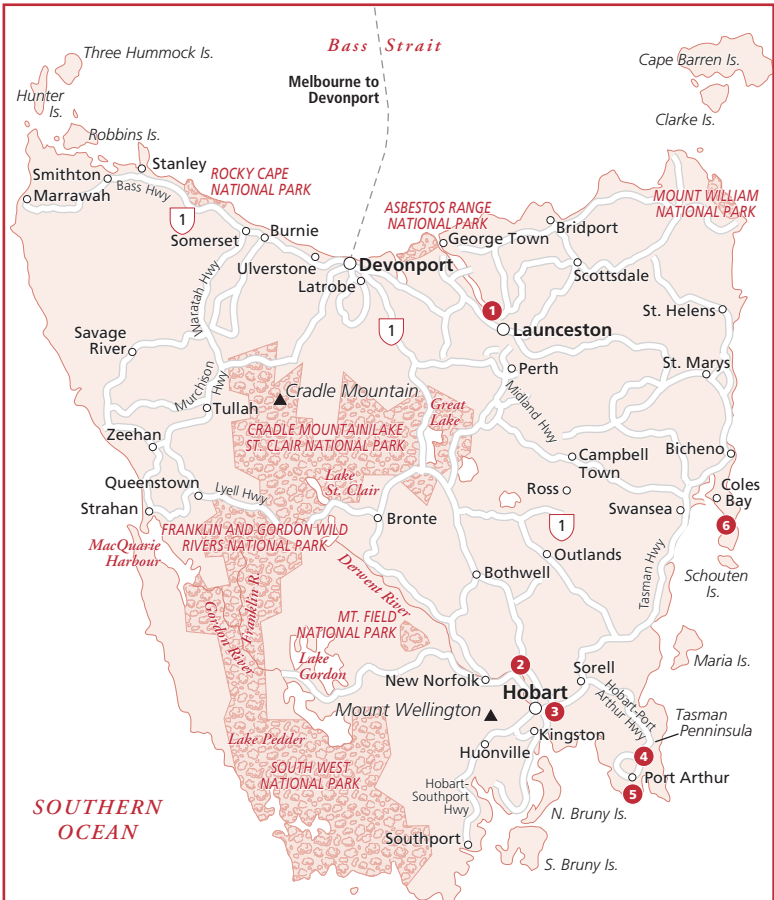 Bass Strait
Three Hummock Is.
Cape Barren Is.
Melbourne to
Devonport
Hunter
Is.
Clarke Is.
Robbins Is.
Stanley
Smithton
ROCKY CAPE
NATIONAL PARK
Bass Hwy
Marrawah
MOUNT WILLIAM
NATIONAL PARK
ASBESTOS RANGE
NATIONAL PARK
1
Bridport
Somerset
Burnie
George Town
Ulverstone
Devonport
Scottsdale
Latrobe
Waratah Hwy
1
St. Helens
1
Launceston
Savage
River
St. Marys
Perth
Murchison
Hwy
Cradle Mountain
Midland Hwy
Tullah
Great
Lake
CRADLE MOUNTAIN/LAKE
ST. CLAIR NATIONAL PARK
Zeehan
Bicheno
Campbell
Town
Lake
St. Clair
Queenstown
Lyell Hwy
Ross
Coles
Bay
Strahan
Swansea
Bronte
6
1
FRANKLIN AND GORDON WILD
RIVERS NATIONAL PARK
MacQuarie
Harbour
Outlands
Derwent River
Bothwell
Tasman Hwy
Schouten
Is.
Franklin R.
Gordon River
MT. FIELD
NATIONAL PARK
Maria Is.
Lake
Gordon
2
Sorell
New Norfolk
Hobart
Hobart-Port
Arthur Hwy
Mount Wellington
3
Tasman
Penninsula
Kingston
Lake Pedder
Huonville
4
SOUTH WEST
NATIONAL PARK
Port Arthur
Hobart-
Southport
Hwy
5
SOUTHERN
OCEAN
N. Bruny Is.
Southport
S. Bruny Is.